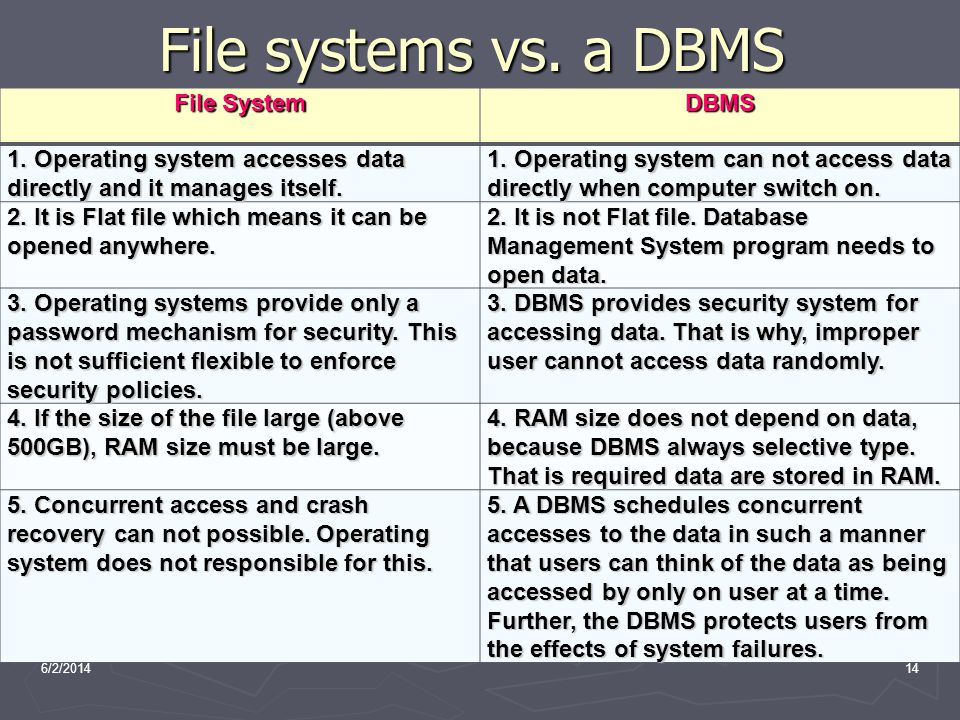 File systems vs. a DBMS
File System
DBMS
1. Operating system accesses data
directly and it manages itself.
1. Operating system can not access data
directly when computer switch on.
2. It is Flat file which means it can be
opened anywhere.
2. It is not Flat file. Database
Management System program needs to
open data.
3. Operating systems provide only a
password mechanism for security. This
is not sufficient flexible to enforce
security policies.
3. DBMS provides security system for
accessing data. That is why, improper
user cannot access data randomly.
4. If the size of the file large (above
500GB), RAM size must be large.
4. RAM size does not depend on data,
because DBMS always selective type.
That is required data are stored in RAM.
5. Concurrent access and crash
recovery can not possible. Operating
system does not responsible for this.
5. A DBMS schedules concurrent
accesses to the data in such a manner
that users can think of the data as being
accessed by only on user at a time.
Further, the DBMS protects users from
the effects of system failures.
6/2/2014
14